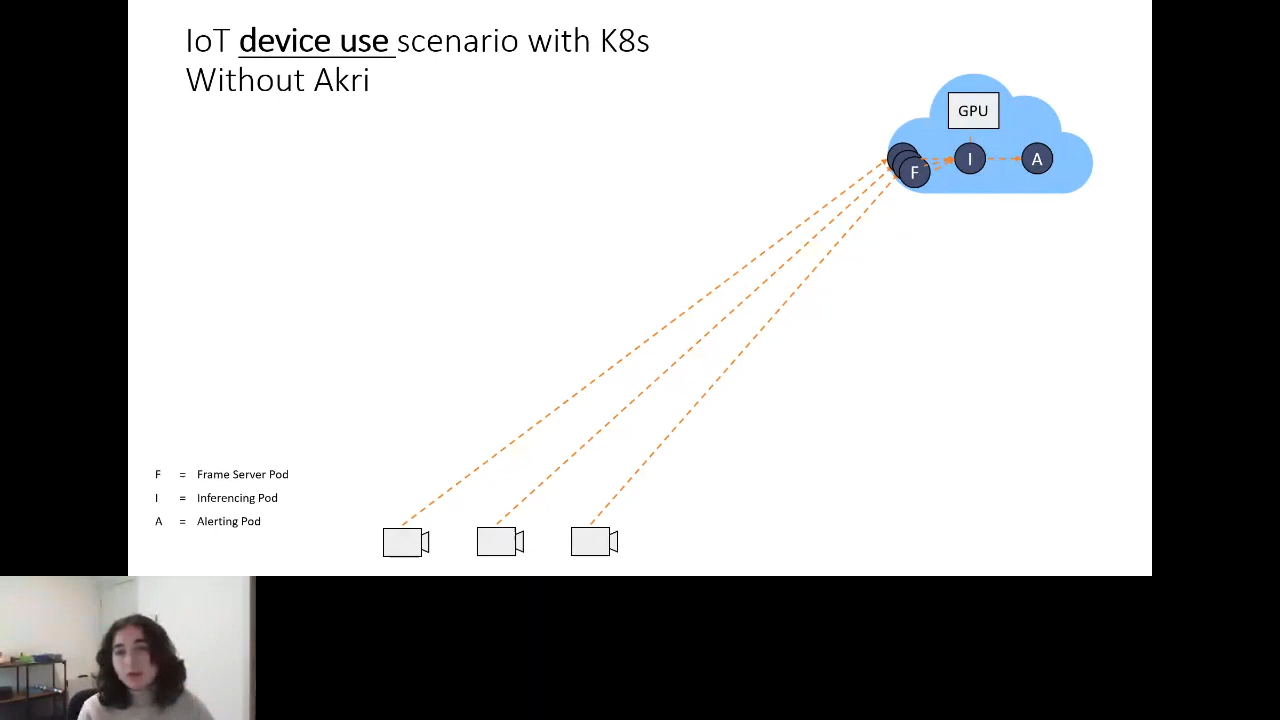 IoT device use scenario with K8s
Without Akri
GPU
F
I
A
F = Frame Server Pod
I = Inferencing Pod
A = Alerting Pod